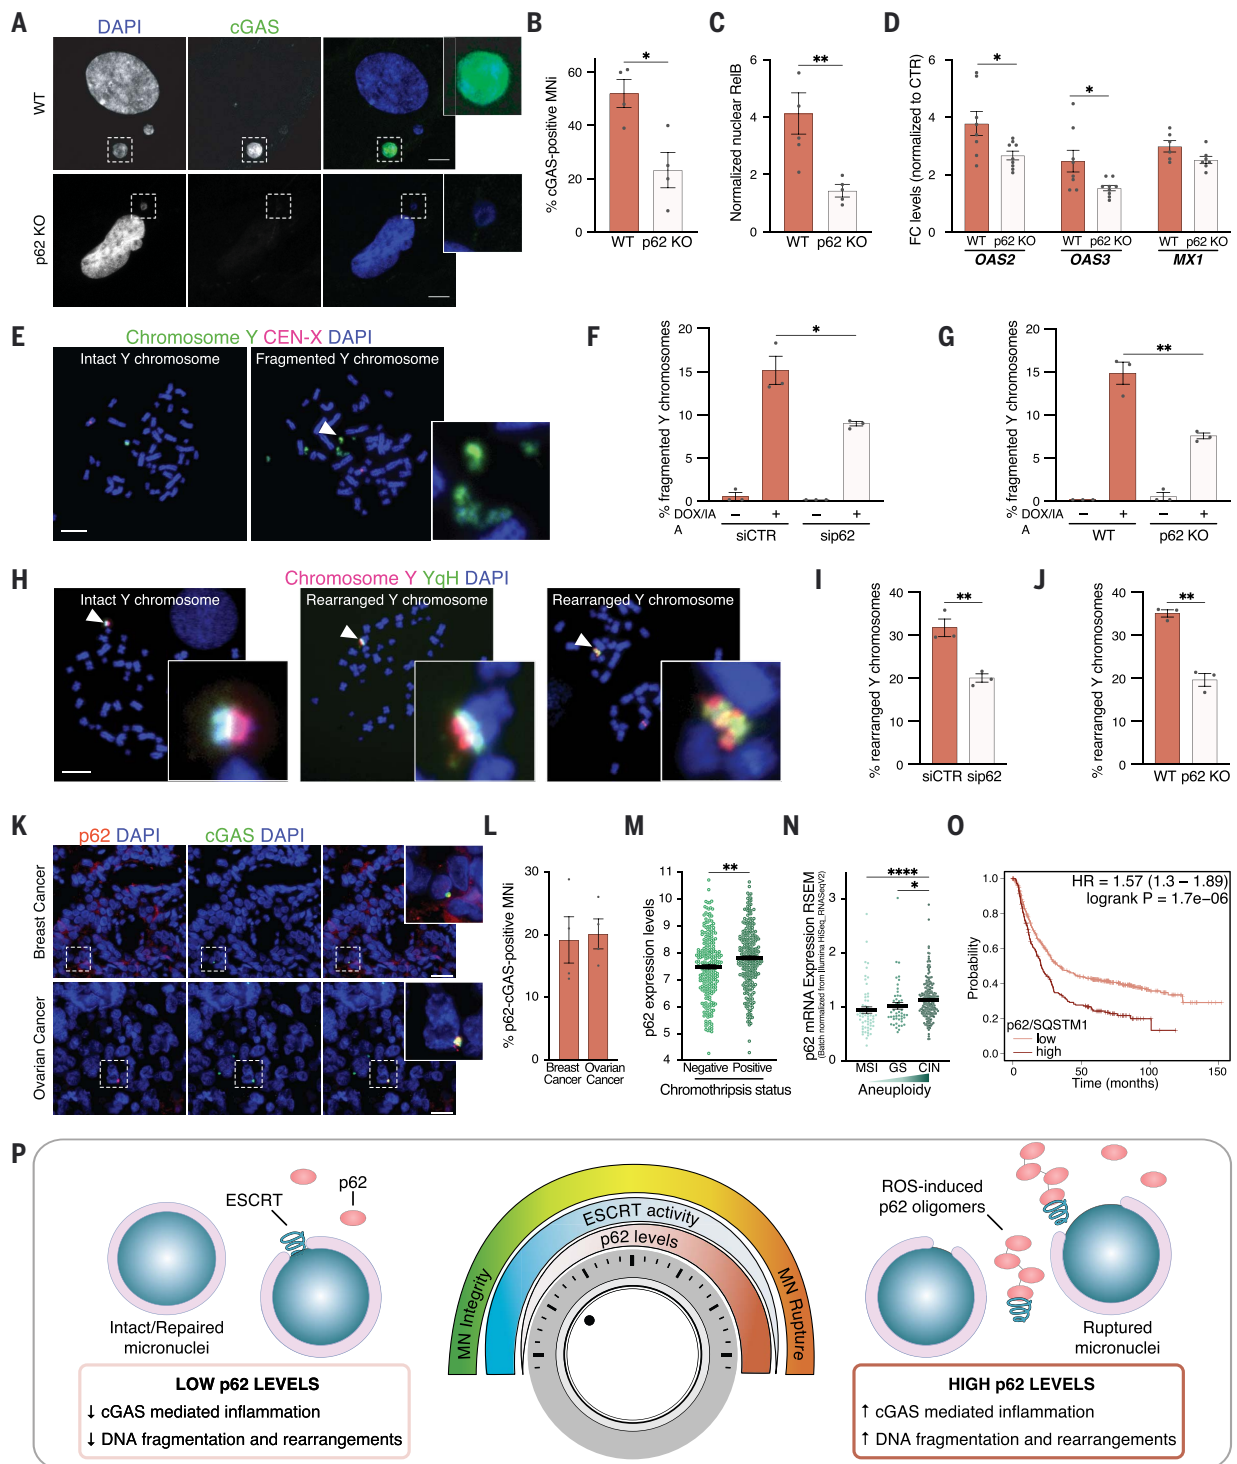 A
DAPI
cGAS
WT
p62 KO
B
% cGAS-positive MNi
60
40
20
0
*
WT p62 KO
C
Normalized nuclear RelB
6
4
2
0
**
WT p62 KO
D
FC levels (normalized to CTR)
6
4
2
0
*
*
WT p62 KO WT p62 KO WT p62 KO
OAS2 OAS3 MX1
E
Chromosome Y CEN-X DAPI
Intact Y chromosome
Fragmented Y chromosome
F
% fragmented Y chromosomes
20
15
10
5
0
*
DOX/IA
A
– + – +
siCTR sip62
G
% fragmented Y chromosomes
20
15
10
5
0
**
DOX/IA
A
– + – +
WT p62 KO
H
Chromosome Y YqH DAPI
Intact Y chromosome
Rearranged Y chromosome
Rearranged Y chromosome
I
% rearranged Y chromosomes
40
30
20
10
0
**
siCTR sip62
J
% rearranged Y chromosomes
40
30
20
10
0
**
WT p62 KO
K
p62 DAPI
cGAS DAPI
Breast Cancer
Ovarian Cancer
L
% p62-cGAS-positive MNi
30
20
10
0
Breast Cancer
Ovarian Cancer
M
p62 expression levels
11
10
9
8
7
6
5
4
**
Negative Positive
Chromothripsis status
N
p62 mRNA Expression RSEM
(Batch normalized from Illumina HiSeq_RNASeqV2)
3
2
1
0
****
*
MSI GS CIN
Aneuploidy
O
HR = 1.57 (1.3 − 1.89)
logrank P = 1.7e−06
Probability
1.0
0.8
0.6
0.4
0.2
0.0
p62/SQSTM1
low
high
0 50 100 150
Time (months)
P
ESCRT
p62
Intact/Repaired
micronuclei
LOW p62 LEVELS
↓ cGAS mediated inflammation
↓ DNA fragmentation and rearrangements
MN Integrity
MN Rupture
ESCRT activity
p62 levels
ROS-induced
p62 oligomers
Ruptured
micronuclei
HIGH p62 LEVELS
↑ cGAS mediated inflammation
↑ DNA fragmentation and rearrangements